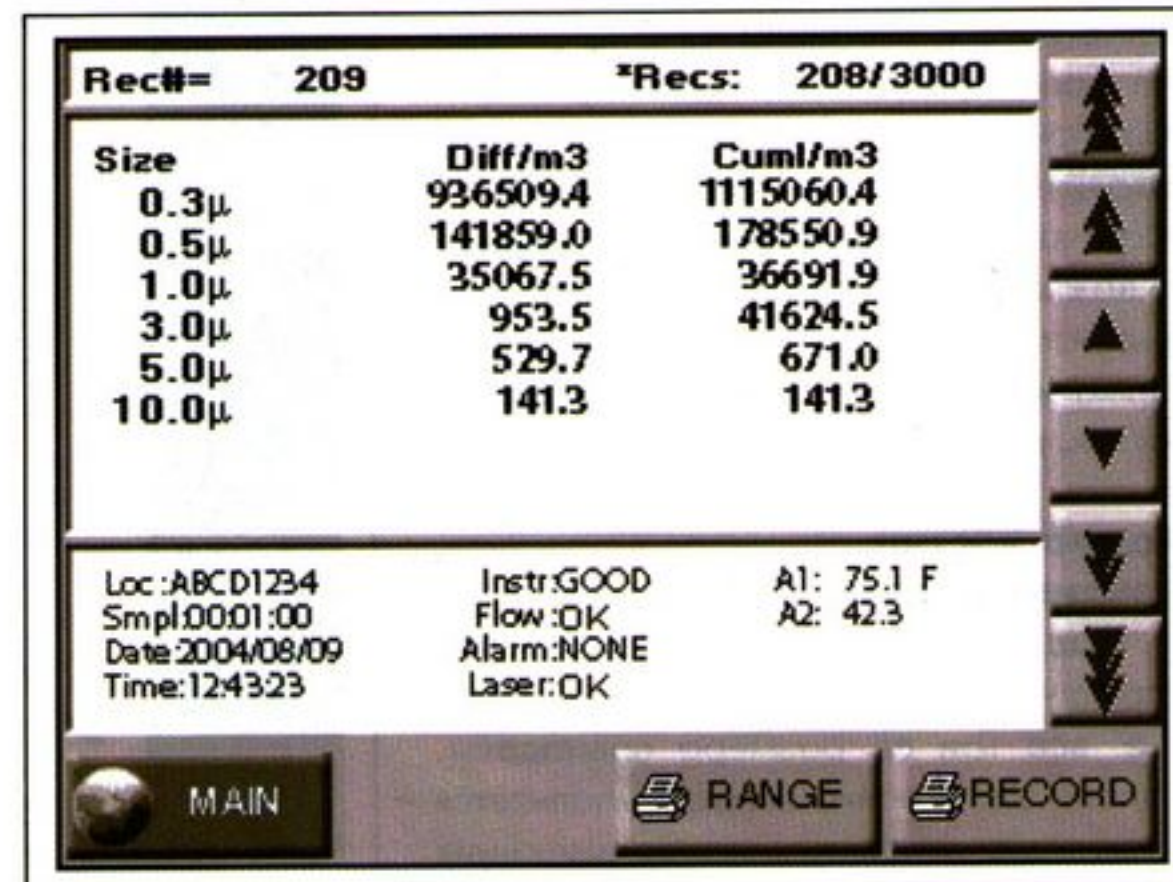 Rec#= 209 *Recs: 208/3000
Size Diff/m3 Cuml/m3
0.3µ 936509.4 1115060.4
0.5µ 141859.0 178550.9
1.0µ 35067.5 36691.9
3.0µ 953.5 41624.5
5.0µ 529.7 671.0
10.0µ 141.3 141.3
Loc:ABCD1234 Instr:GOOD A1: 75.1 F
Smpl:00:01:00 Flow:OK A2: 42.3
Date:2004/08/09 Alarm:NONE
Time:12:43:23 Laser:OK
MAIN RANGE RECORD